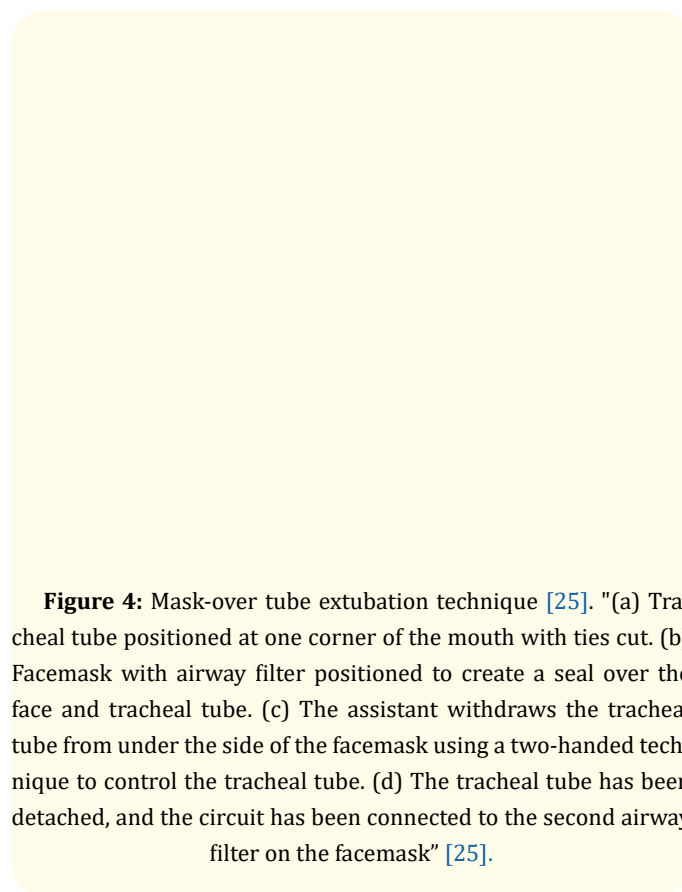 Figure 4: Mask-over tube extubation technique [25]. "(a) Tra
cheal tube positioned at one corner of the mouth with ties cut. (b
Facemask with airway filter positioned to create a seal over the
face and tracheal tube. (c) The assistant withdraws the trachea
tube from under the side of the facemask using a two-handed tech
nique to control the tracheal tube. (d) The tracheal tube has been
detached, and the circuit has been connected to the second airway
filter on the facemask” [25].